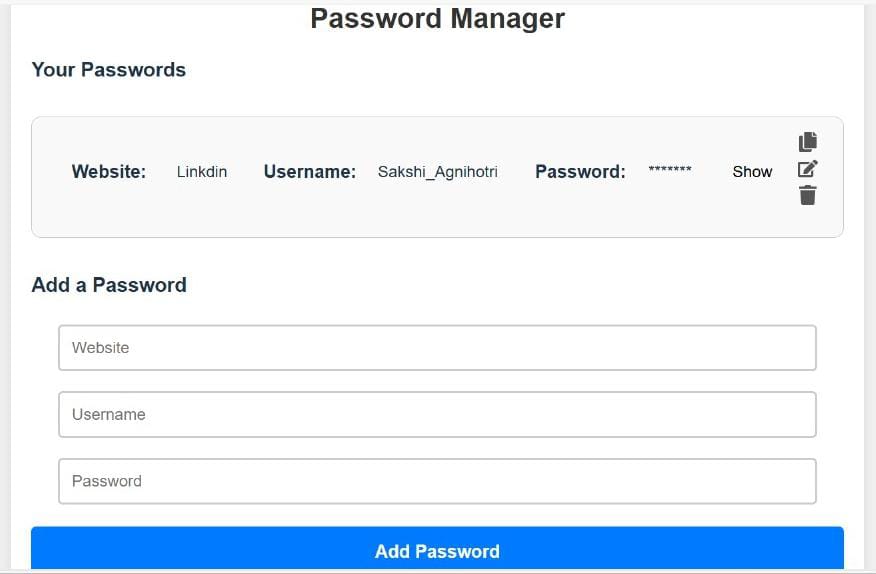 Password Manager
Your Passwords
Website: Linkdin Username: Sakshi_Agnihotri Password: ******* Show
Add a Password
Website
Username
Password
Add Password